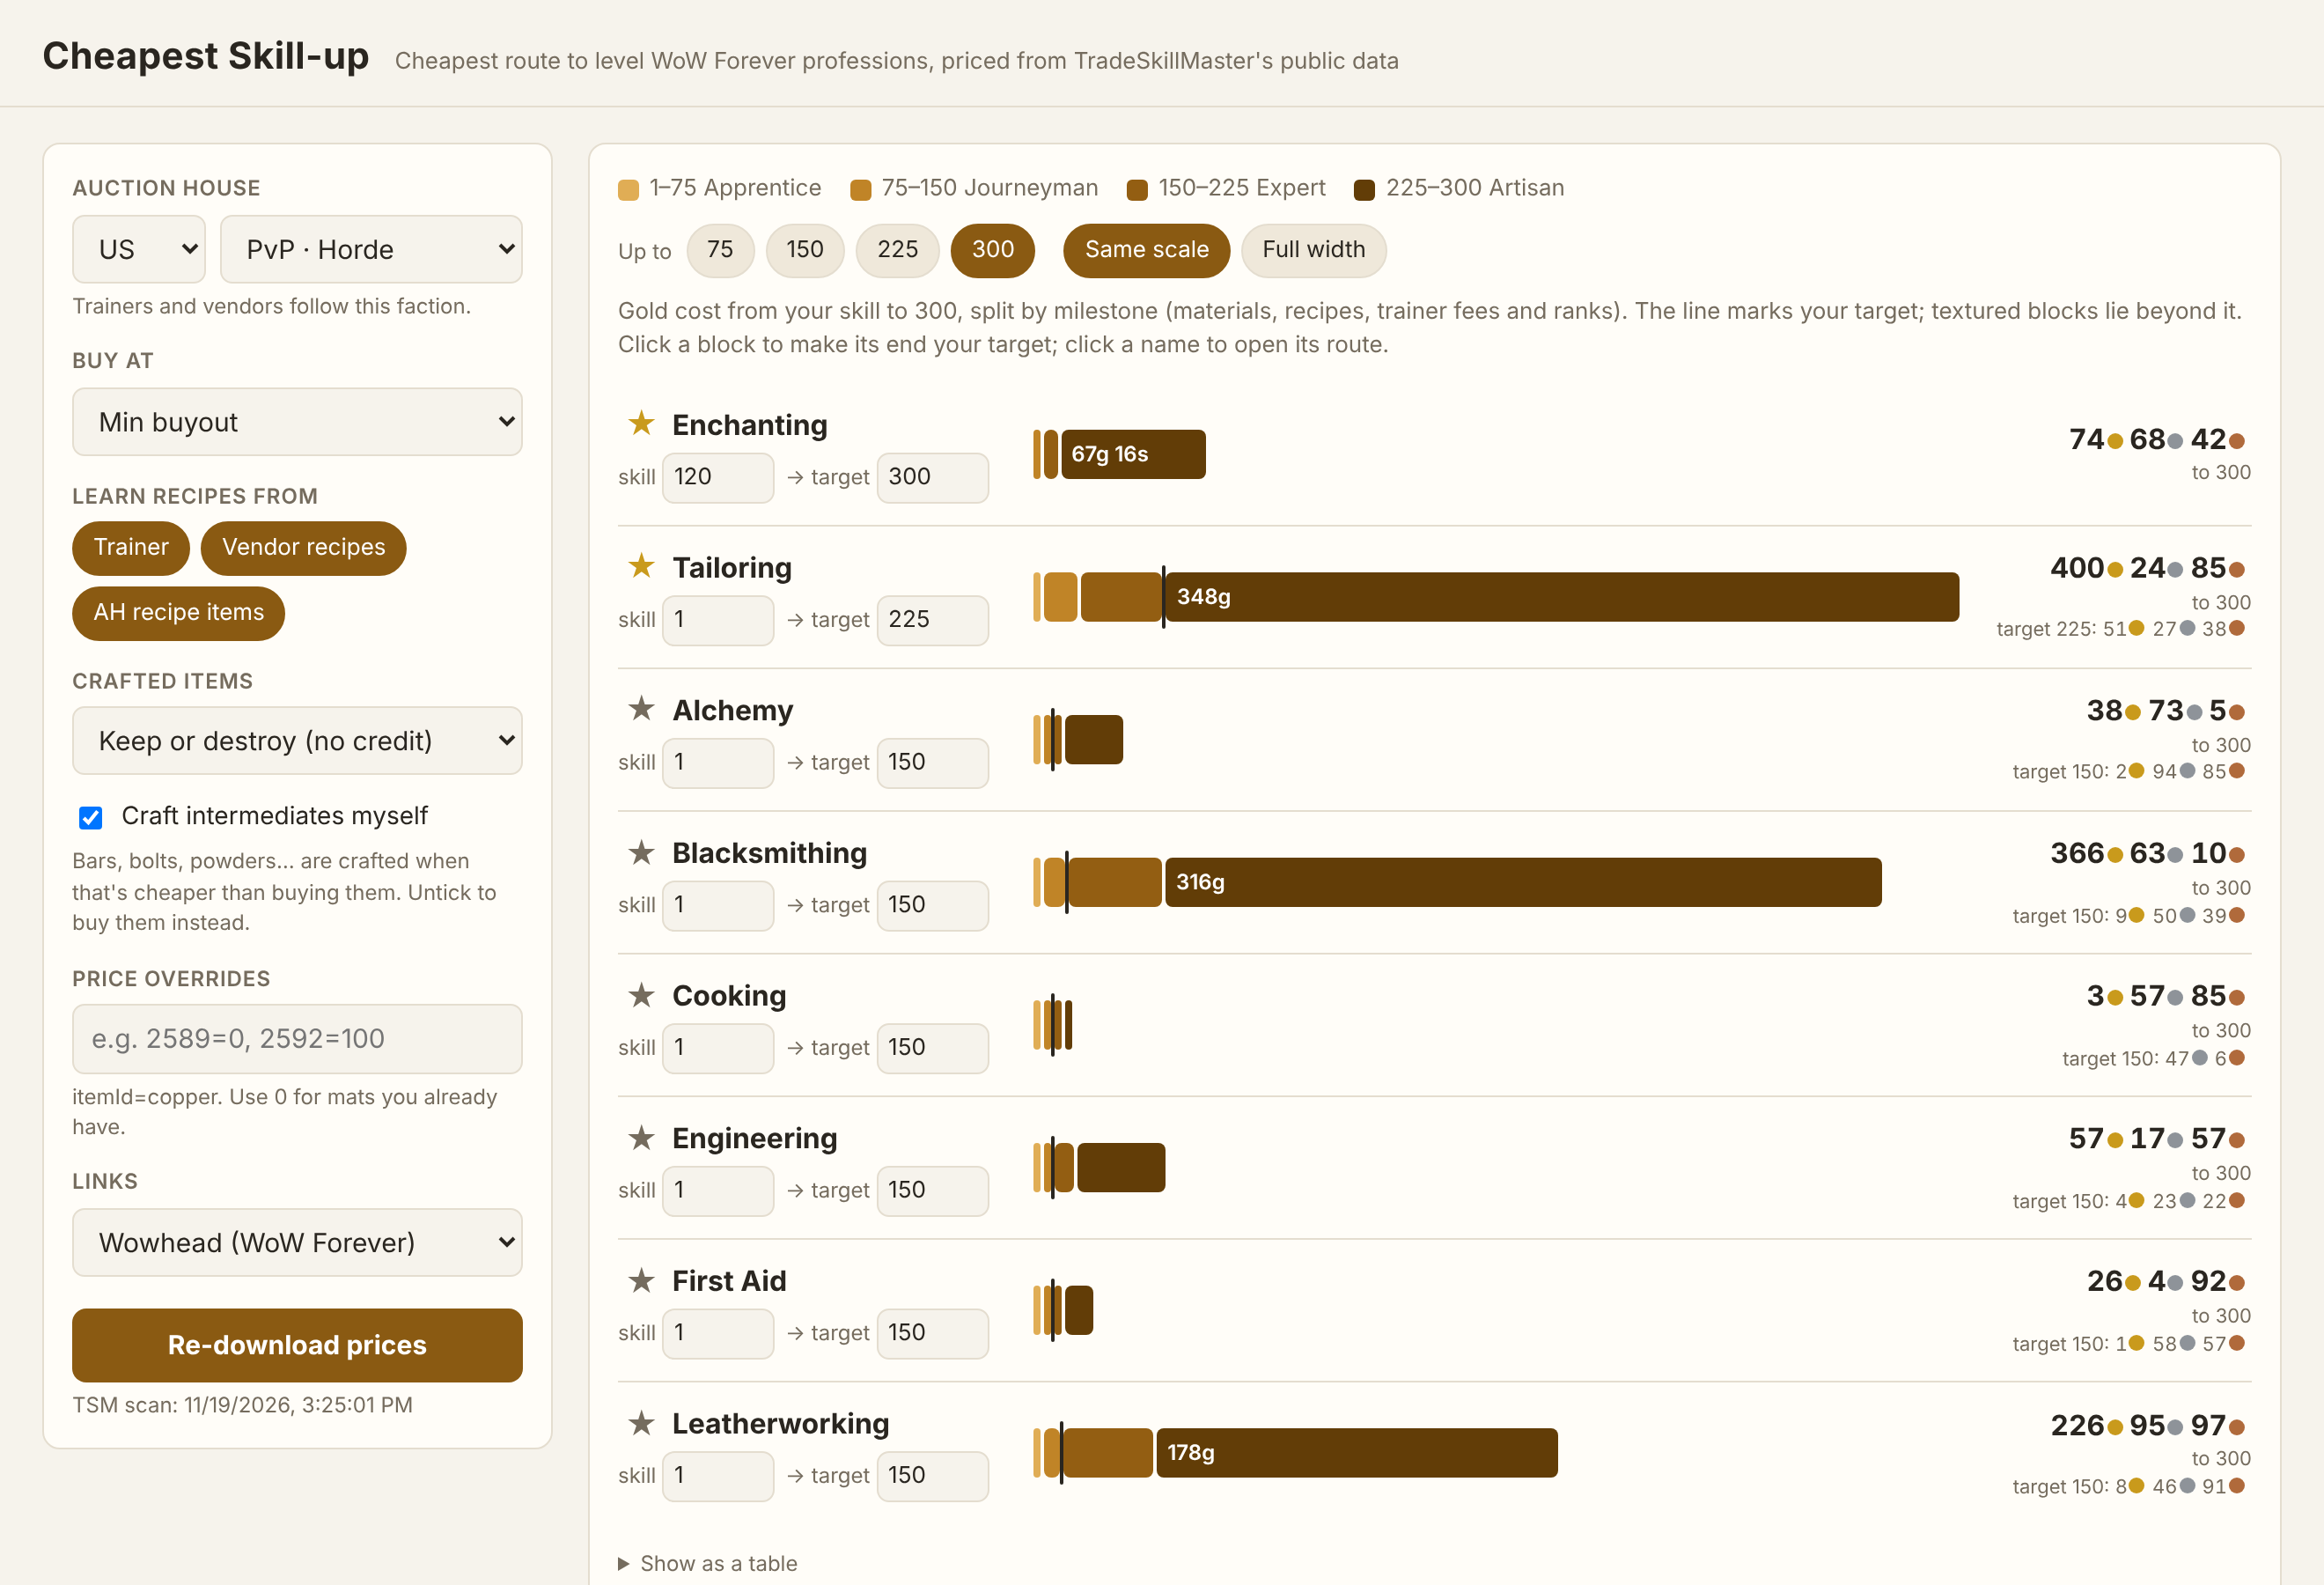 Cheapest Skill-up
Cheapest route to level WoW Forever professions, priced from TradeSkillMaster's public data
AUCTION HOUSE
US
PvP · Horde
Trainers and vendors follow this faction.
BUY AT
Min buyout
LEARN RECIPES FROM
Trainer
Vendor recipes
AH recipe items
CRAFTED ITEMS
Keep or destroy (no credit)
Craft intermediates myself
Bars, bolts, powders... are crafted when
that's cheaper than buying them. Untick to
buy them instead.
PRICE OVERRIDES
e.g. 2589=0, 2592=100
itemId=copper. Use 0 for mats you already
have.
LINKS
Wowhead (WoW Forever)
Re-download prices
TSM scan: 11/19/2026, 3:25:01 PM
1–75 Apprentice 75–150 Journeyman 150–225 Expert 225–300 Artisan
Up to 75 150 225 300 Same scale Full width
Gold cost from your skill to 300, split by milestone (materials, recipes, trainer fees and ranks). The line marks your target; textured blocks lie beyond it.
Click a block to make its end your target; click a name to open its route.
★ Enchanting
skill 120 → target 300
67g 16s
74 68 42
to 300
★ Tailoring
skill 1 → target 225
348g
400 24 85
to 300
target 225: 51 27 38
★ Alchemy
skill 1 → target 150
38 73 5
to 300
target 150: 2 94 85
★ Blacksmithing
skill 1 → target 150
316g
366 63 10
to 300
target 150: 9 50 39
★ Cooking
skill 1 → target 150
3 57 85
to 300
target 150: 47 6
★ Engineering
skill 1 → target 150
57 17 57
to 300
target 150: 4 23 22
★ First Aid
skill 1 → target 150
26 4 92
to 300
target 150: 1 58 57
★ Leatherworking
skill 1 → target 150
178g
226 95 97
to 300
target 150: 8 46 91
▶ Show as a table